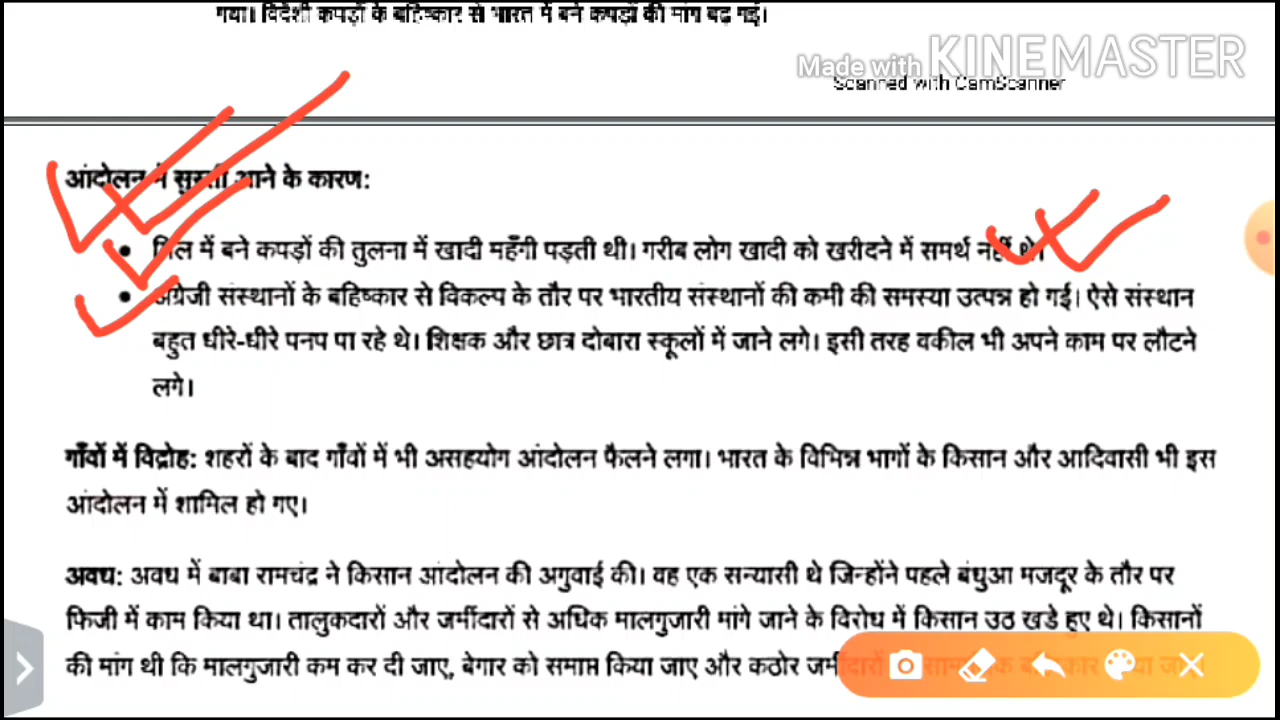 गया। विदेशी कपड़ों के बहिष्कार से भारत में बने कपड़ों की मांग बढ़ गई।
Made with KINEMASTER
Scanned with CamScanner
आंदोलन में सुस्ती आने के कारण:
• मिल में बने कपड़ों की तुलना में खादी महँगी पड़ती थी। गरीब लोग खादी को खरीदने में समर्थ नहीं थे।
• अंग्रेजी संस्थानों के बहिष्कार से विकल्प के तौर पर भारतीय संस्थानों की कमी की समस्या उत्पन्न हो गई। ऐसे संस्थान
बहुत धीरे-धीरे पनप पा रहे थे। शिक्षक और छात्र दोबारा स्कूलों में जाने लगे। इसी तरह वकील भी अपने काम पर लौटने
लगे।
गाँवों में विद्रोह: शहरों के बाद गाँवों में भी असहयोग आंदोलन फैलने लगा। भारत के विभिन्न भागों के किसान और आदिवासी भी इस
आंदोलन में शामिल हो गए।
अवध: अवध में बाबा रामचंद्र ने किसान आंदोलन की अगुवाई की। वह एक सन्यासी थे जिन्होंने पहले बंधुआ मजदूर के तौर पर
फिजी में काम किया था। तालुकदारों और जमींदारों से अधिक मालगुजारी मांगे जाने के विरोध में किसान उठ खडे हुए थे। किसानों
की मांग थी कि मालगुजारी कम कर दी जाए, बेगार को समाप्त किया जाए और कठोर जमींदारों